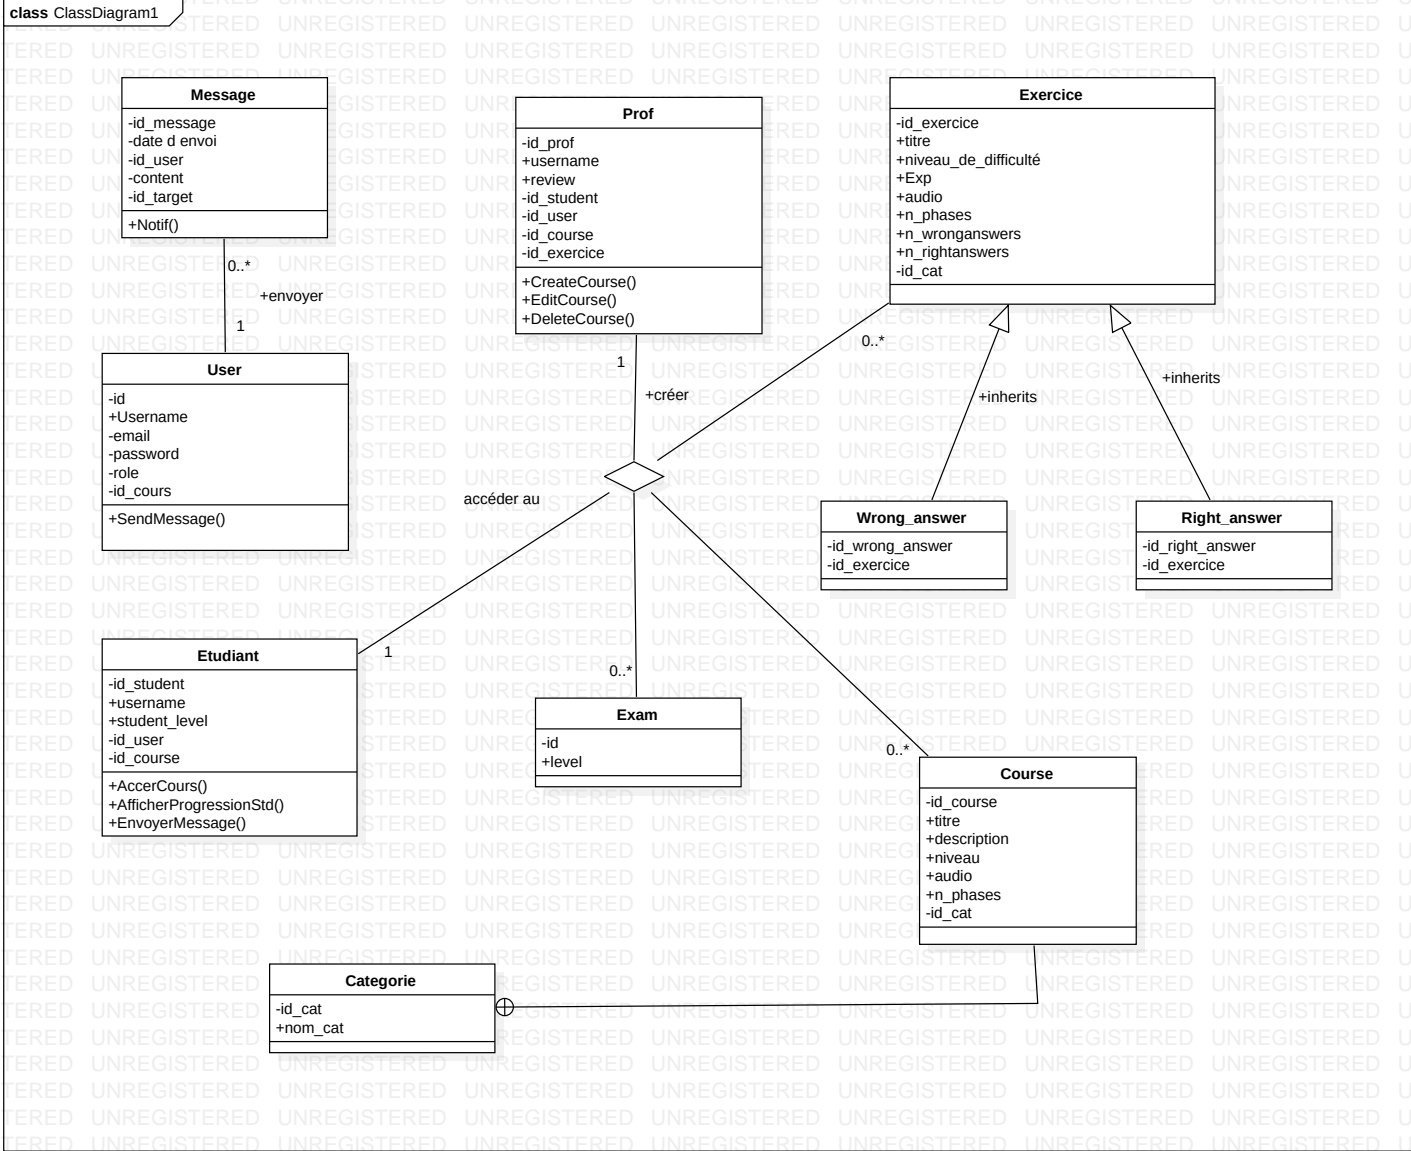 class ClassDiagram1
Message
-id_message
-date d envoi
-id_user
-content
-id_target
+Notif()
0..*
+envoyer
1
User
-id
+Username
-email
-password
-role
-id_cours
+SendMessage()
Prof
-id_prof
+username
+review
-id_student
-id_user
-id_course
-id_exercice
+CreateCourse()
+EditCourse()
+DeleteCourse()
1
+créer
Exercice
-id_exercice
+titre
+niveau_de_difficulté
+Exp
+audio
+n_phases
+n_wronganswers
+n_rightanswers
-id_cat
0..*
+inherits
+inherits
Wrong_answer
-id_wrong_answer
-id_exercice
Right_answer
-id_right_answer
-id_exercice
accéder au
1
Etudiant
-id_student
+username
+student_level
-id_user
-id_course
+AccerCours()
+AfficherProgressionStd()
+EnvoyerMessage()
0..*
Exam
-id
+level
0..*
Course
-id_course
+titre
+description
+niveau
+audio
+n_phases
-id_cat
Categorie
-id_cat
+nom_cat
UNREGISTERED